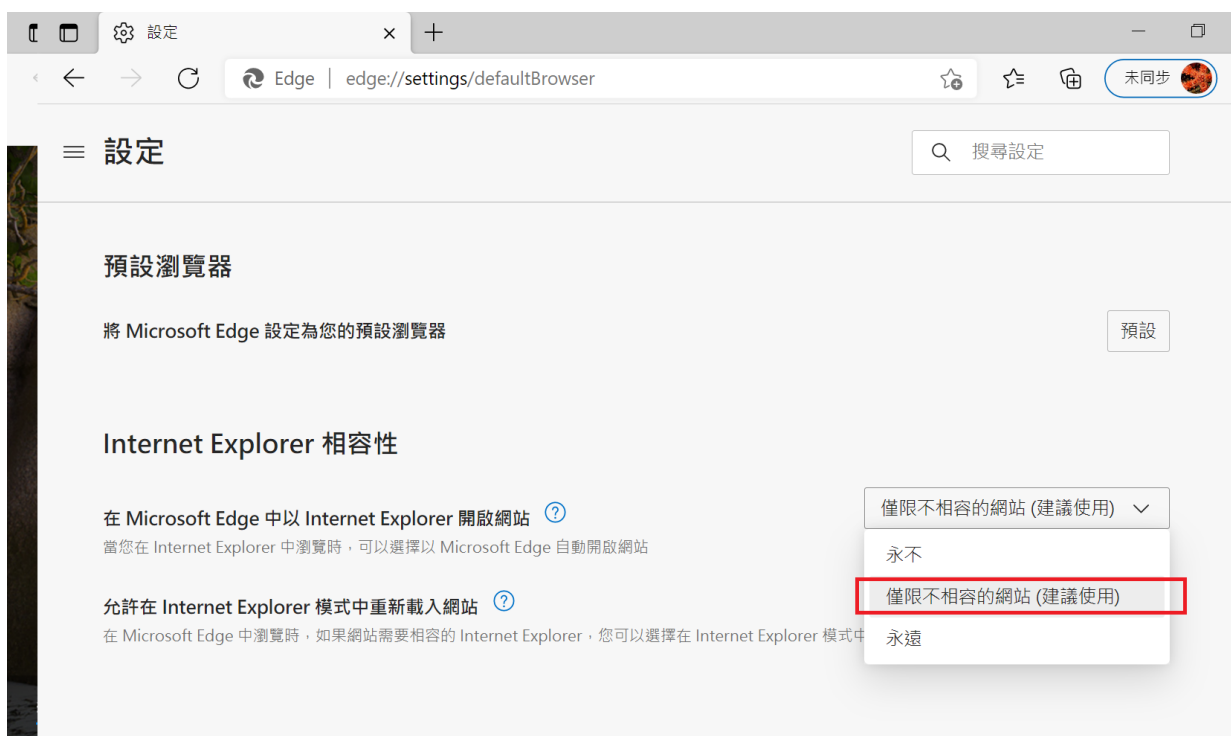 設定
Edge | edge://settings/defaultBrowser
未同步
設定
搜尋設定
預設瀏覽器
將 Microsoft Edge 設定為您的預設瀏覽器
預設
Internet Explorer 相容性
在 Microsoft Edge 中以 Internet Explorer 開啟網站
僅限不相容的網站 (建議使用)
當您在 Internet Explorer 中瀏覽時，可以選擇以 Microsoft Edge 自動開啟網站
永不
僅限不相容的網站 (建議使用)
允許在 Internet Explorer 模式中重新載入網站
在 Microsoft Edge 中瀏覽時，如果網站需要相容的 Internet Explorer，您可以選擇在 Internet Explorer 模式中
永遠